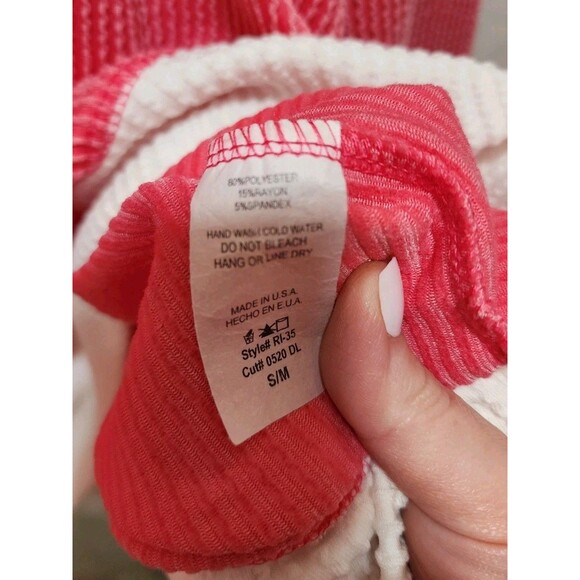 80%POLYESTER
15%RAYON
5%SPANDEX
HAND WASH COLD WATER
DO NOT BLEACH
HANG OR LINE DRY
MADE IN U.S.A.
HECHO EN E.U.A.
Style# RI-35
Cut# 0520 DL
S/M